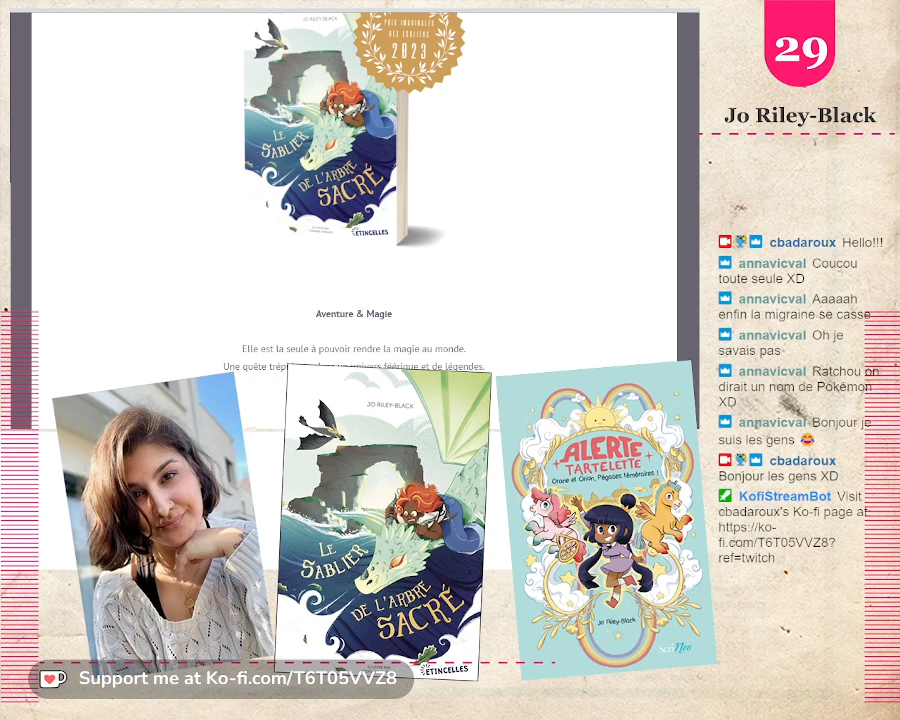 JO RILEY-BLACK
PRIX IMAGINALES
DES ECOLIERS
2023
LE
SABLIER
DE L'ARBRE
SACRÉ
ÉTINCELLES
Aventure & Magie
Elle est la seule à pouvoir rendre la magie au monde.
Une quête univers féérique et de légendes.
JO RILEY-BLACK
LE
SABLIER
DE L'ARBRE
SACRÉ
ÉTINCELLES
ALERTE
TARTELETTE
Orane et Orion, Pégases téméraires !
Jo Riley-Black
ScriNeo
Support me at Ko-fi.com/T6T05VVZ8
29
Jo Riley-Black
cbadaroux Hello!!!
annavicval Coucou
toute seule XD
annavicval Aaaaah
enfin la migraine se casse
annavicval Oh je
savais pas
annavicval Ratchou on
dirait un nom de Pokémon
XD
annavicval Bonjour je
suis les gens 😂
cbadaroux
Bonjour les gens XD
KofiStreamBot Visit
cbadaroux's Ko-fi page at:
https://ko-
fi.com/T6T05VVZ8?
ref=twitch